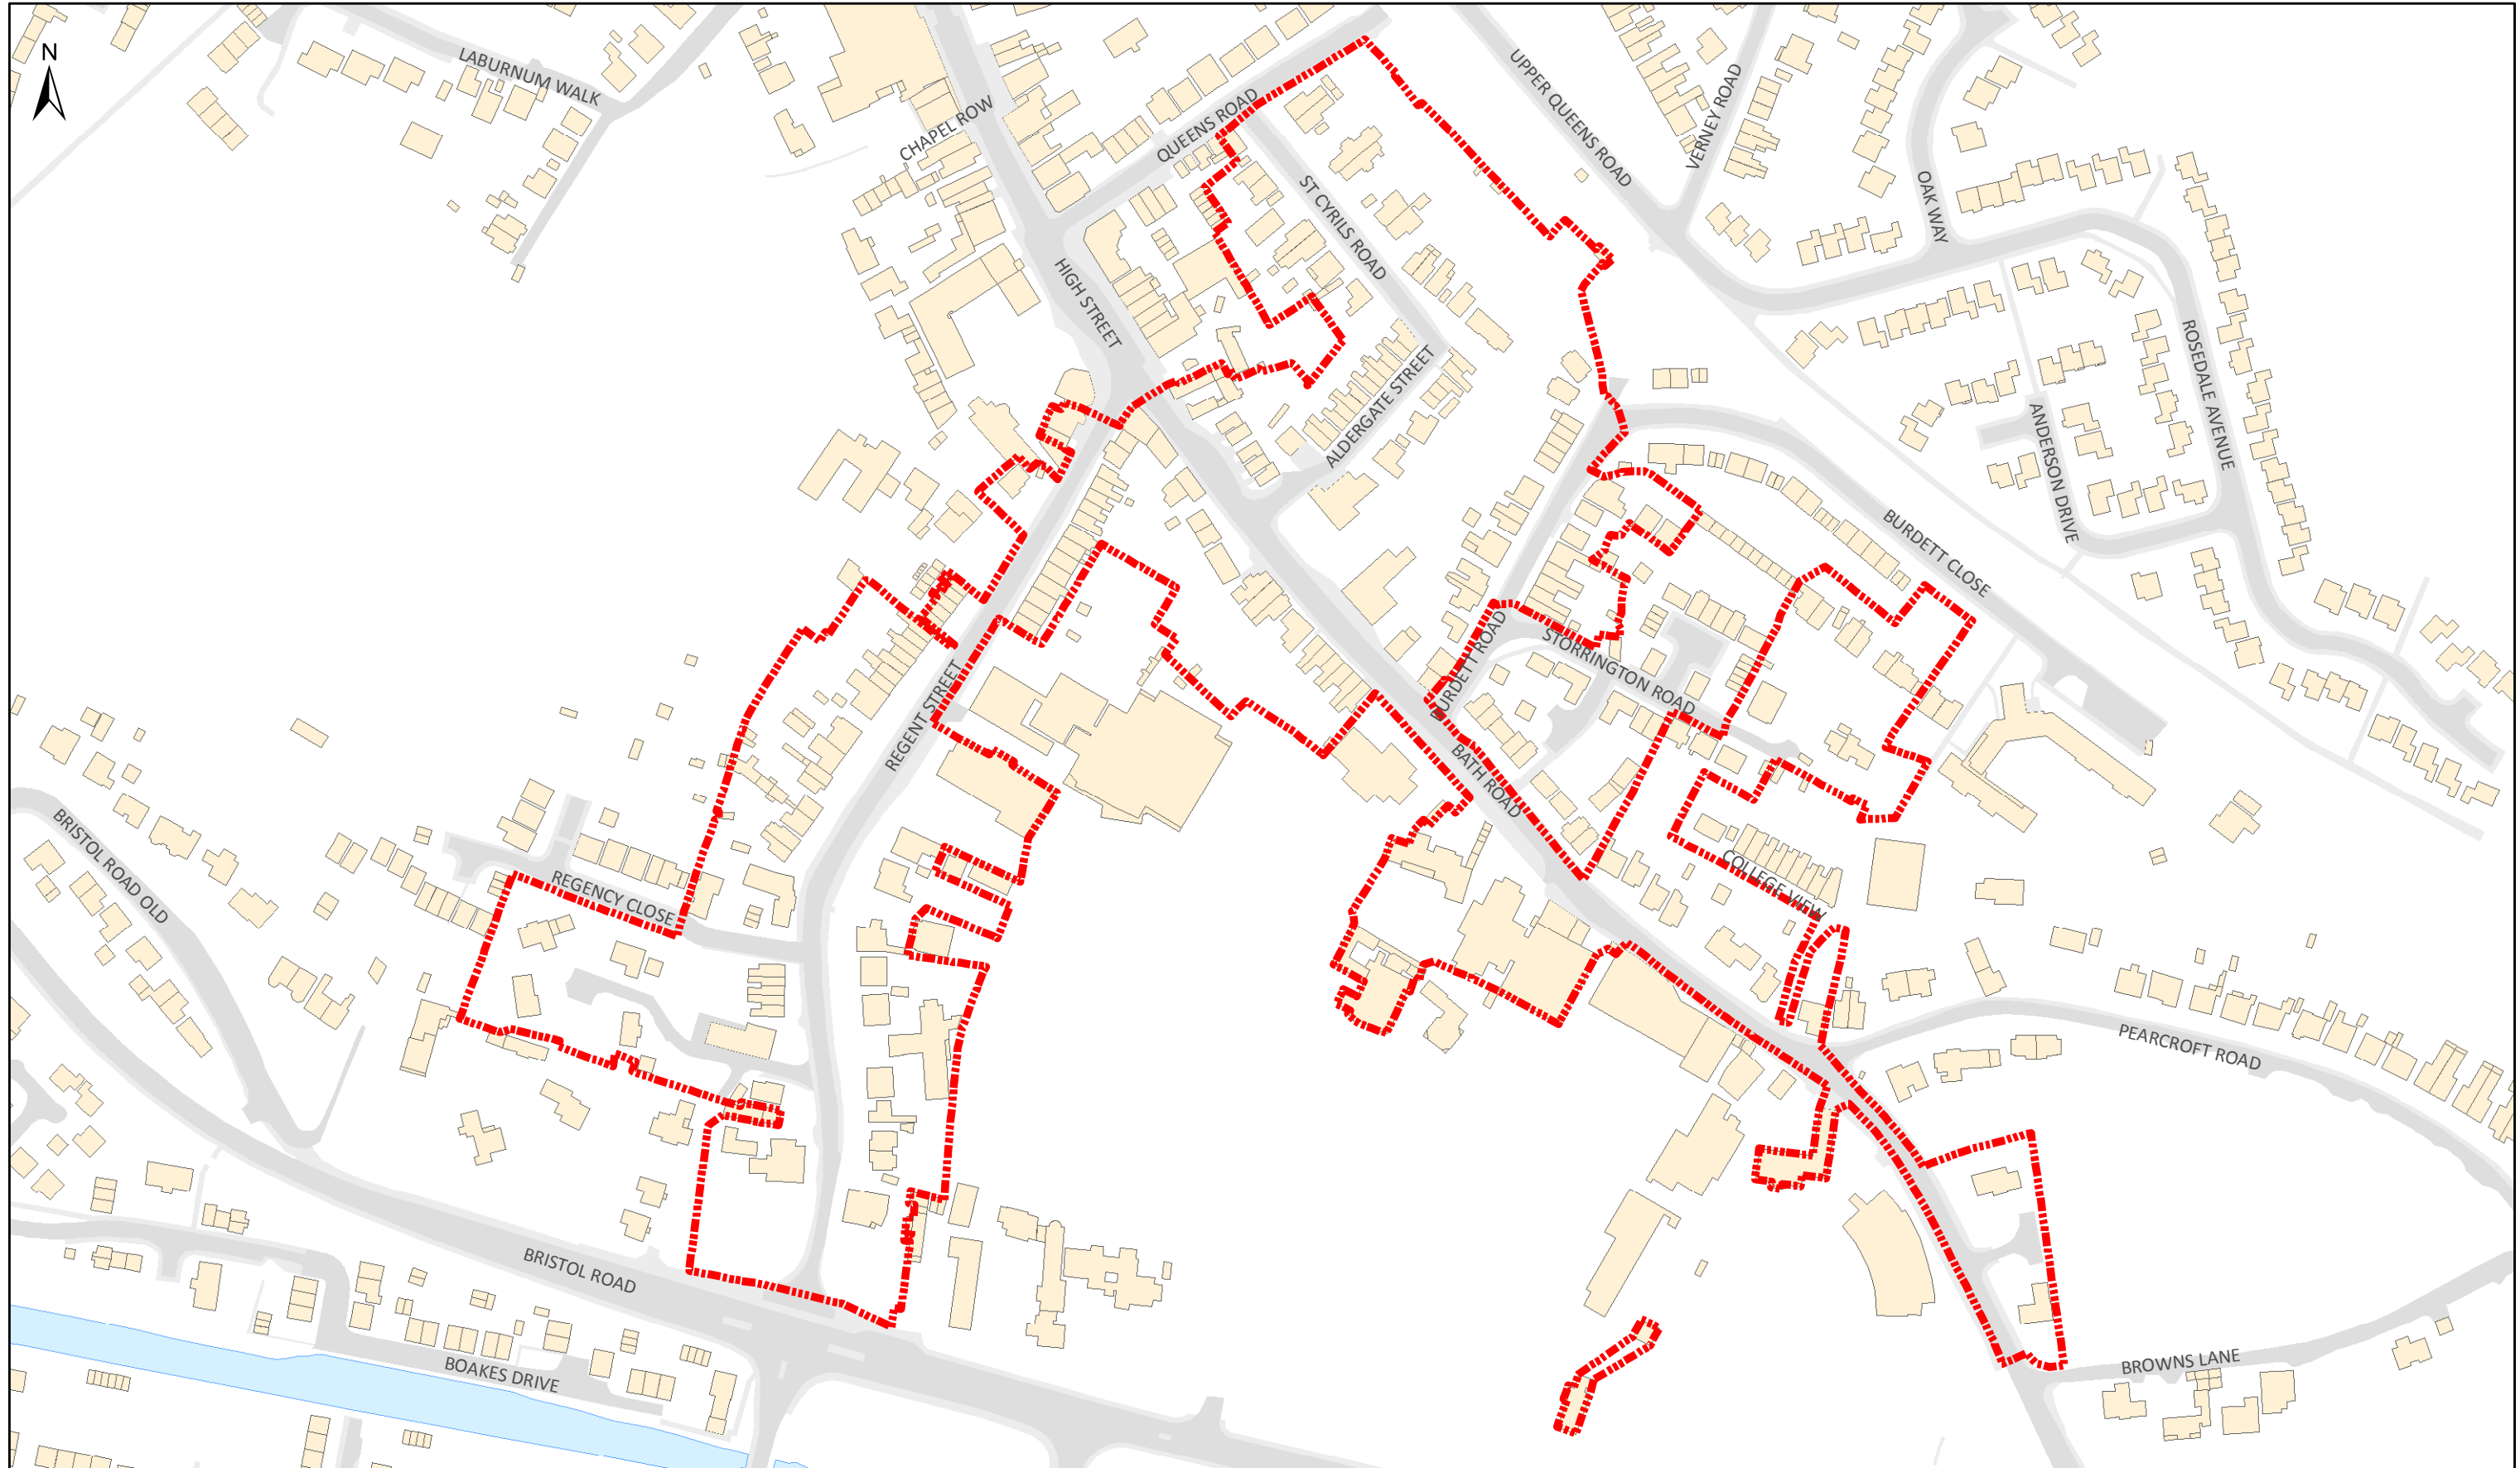 N
LABURNUM WALK
CHAPEL ROW
QUEENS ROAD
UPPER QUEENS ROAD
VERNEY ROAD
OAK WAY
ST CYRILS ROAD
HIGH STREET
ROSEDALE AVENUE
ALDERGATE STREET
ANDERSON DRIVE
BURDETT CLOSE
STORRINGTON ROAD
BURDETT ROAD
REGENT STREET
BATH ROAD
BRISTOL ROAD OLD
REGENCY CLOSE
COLLEGE VIEW
PEARCROFT ROAD
BRISTOL ROAD
BOAKES DRIVE
BROWNS LANE